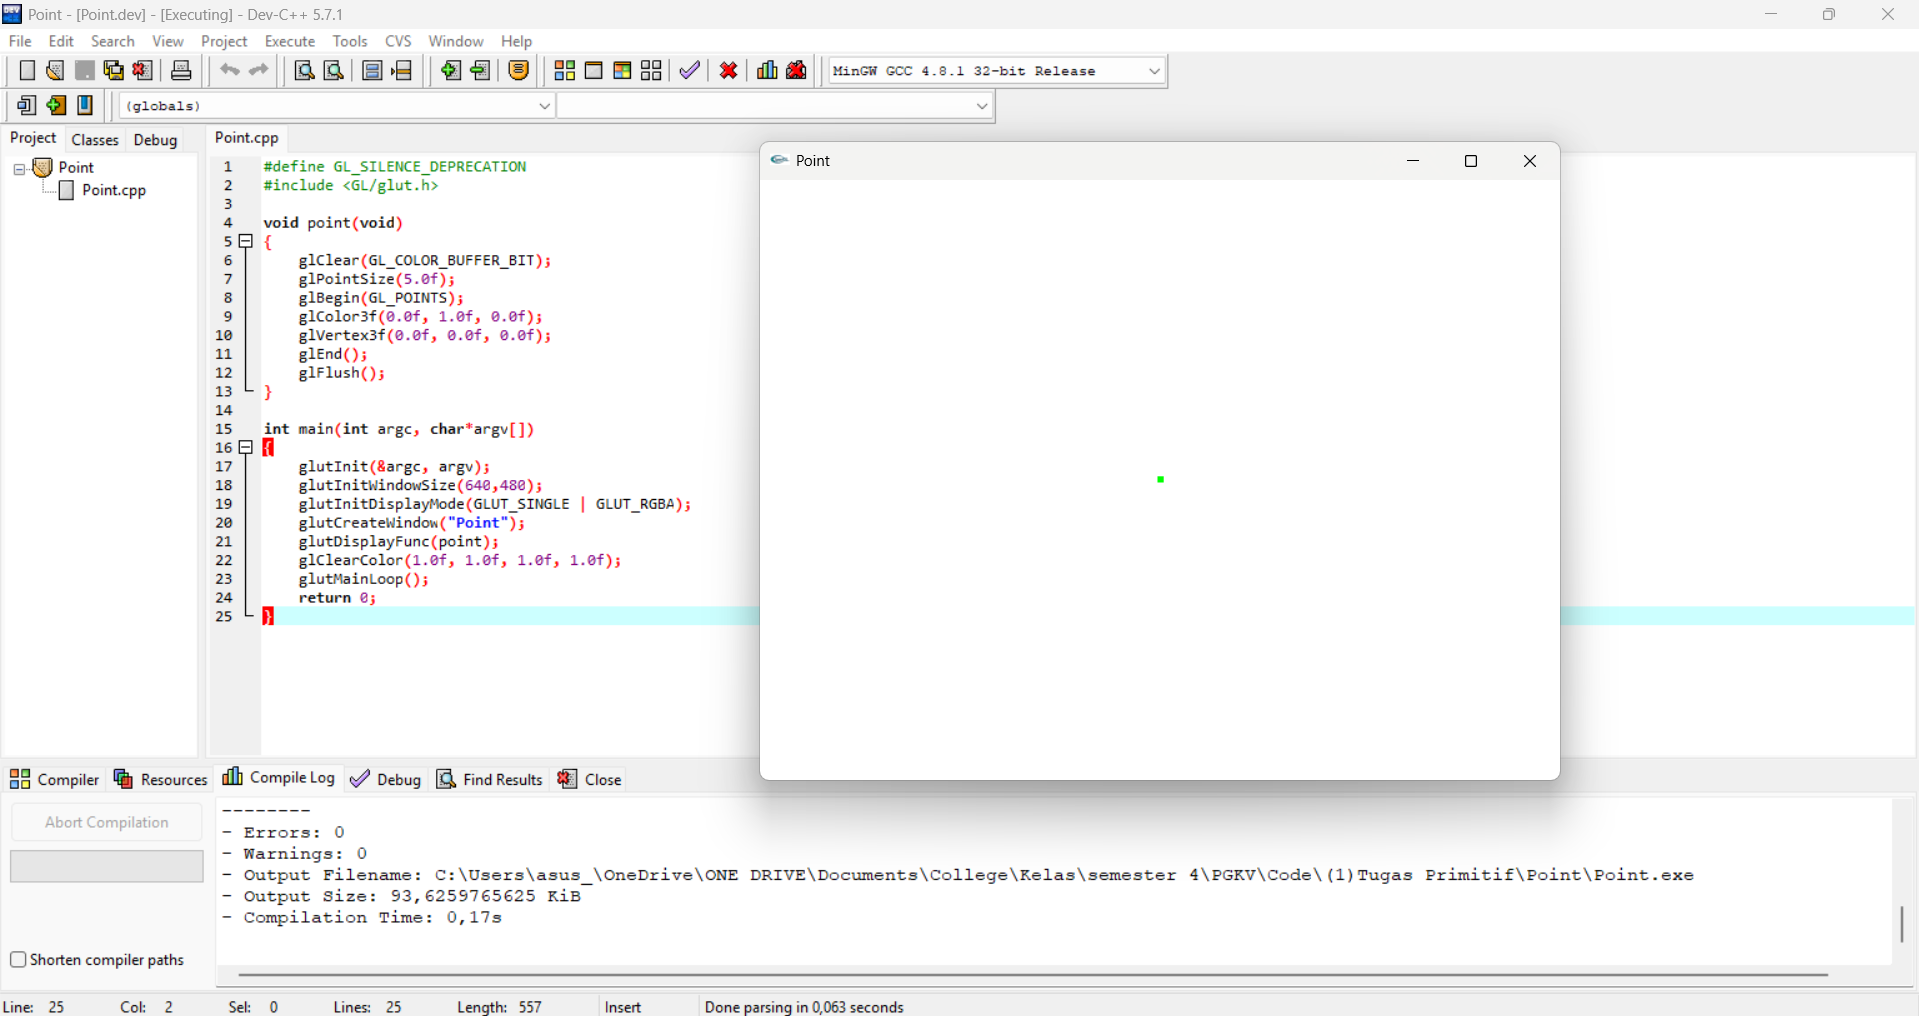 Point - [Point.dev] - [Executing] - Dev-C++ 5.7.1
File Edit Search View Project Execute Tools CVS Window Help
MinGW GCC 4.8.1 32-bit Release
(globals)
Project Classes Debug
Point.cpp
Point
Point.cpp
1 #define GL_SILENCE_DEPRECATION
2 #include <GL/glut.h>
3
4 void point(void)
5 {
6 glClear(GL_COLOR_BUFFER_BIT);
7 glPointSize(5.0f);
8 glBegin(GL_POINTS);
9 glColor3f(0.0f, 1.0f, 0.0f);
10 glVertex3f(0.0f, 0.0f, 0.0f);
11 glEnd();
12 glFlush();
13 }
14
15 int main(int argc, char*argv[])
16 {
17 glutInit(&argc, argv);
18 glutInitWindowSize(640,480);
19 glutInitDisplayMode(GLUT_SINGLE | GLUT_RGBA);
20 glutCreateWindow("Point");
21 glutDisplayFunc(point);
22 glClearColor(1.0f, 1.0f, 1.0f, 1.0f);
23 glutMainLoop();
24 return 0;
25 }
Point
Compiler Resources Compile Log Debug Find Results Close
Abort Compilation
Shorten compiler paths
--------
- Errors: 0
- Warnings: 0
- Output Filename: C:\Users\asus_\OneDrive\ONE DRIVE\Documents\College\Kelas\semester 4\PGKV\Code\(1)Tugas Primitif\Point\Point.exe
- Output Size: 93,6259765625 KiB
- Compilation Time: 0,17s
Line: 25 Col: 2 Sel: 0 Lines: 25 Length: 557 Insert Done parsing in 0,063 seconds